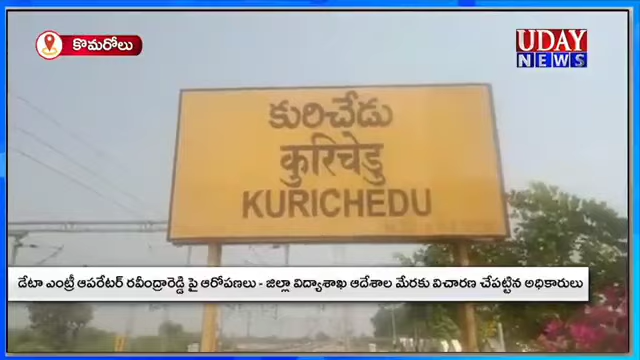 కొమరోలు
UDAY
NEWS
కురిచేడు
कुरिचेडु
KURICHEDU
డేటా ఎంట్రీ ఆపరేటర్ రవీంద్రారెడ్డి పై ఆరోపణలు - జిల్లా విద్యాశాఖ ఆదేశాల మేరకు విచారణ చేపట్టిన అధికారులు